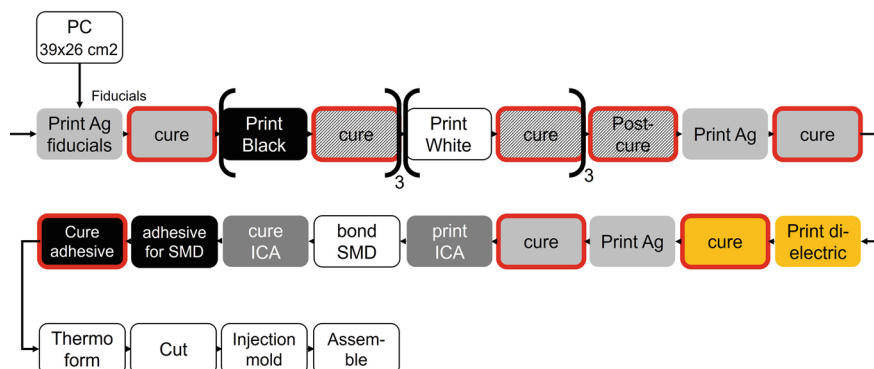 PC
39x26 cm2
Fiducials
Print Ag
fiducials
cure
Print
Black
cure
3
Print
White
cure
3
Post-
cure
Print Ag
cure
Cure
adhesive
adhesive
for SMD
cure
ICA
bond
SMD
print
ICA
cure
Print Ag
cure
Print di-
electric
Thermo
form
Cut
Injection
mold
Assem-
ble